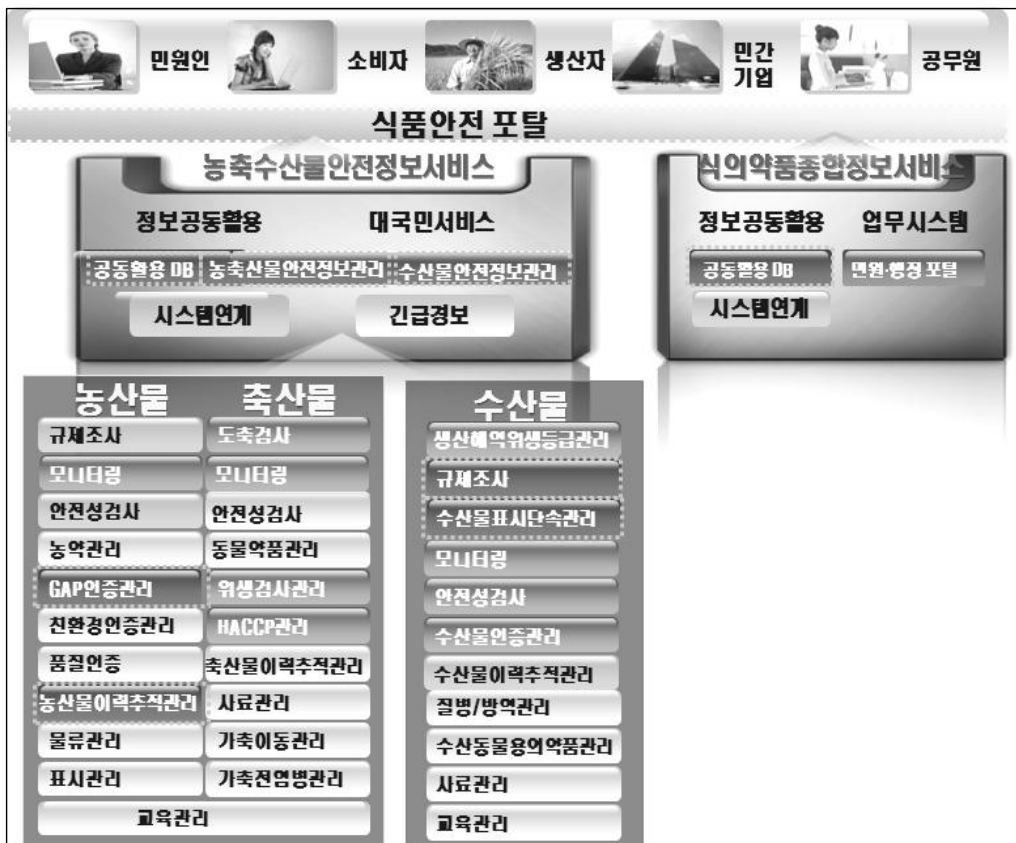 민원인
소비자
생산자
민간
기업
공무원
식품안전 포탈
농축수산물안전정보서비스
정보공동활용
대국민서비스
공동활용 DB
농축산물안전정보관리
수산물안전정보관리
시스템연계
긴급경보
식의약품종합정보서비스
정보공동활용
업무시스템
공동활용 DB
민원·행정 포탈
시스템연계
농산물
규제조사
모니터링
안전성검사
농약관리
GAP인증관리
친환경인증관리
품질인증
농산물이력추적관리
물류관리
표시관리
축산물
도축검사
모니터링
안전성검사
동물약품관리
위생검사관리
HACCP관리
축산물이력추적관리
사료관리
가축이동관리
가축전염병관리
교육관리
수산물
생산해역위생등급관리
규제조사
수산물표시단속관리
모니터링
안전성검사
수산물인증관리
수산물이력추적관리
질병/방역관리
수산동물용의약품관리
사료관리
교육관리